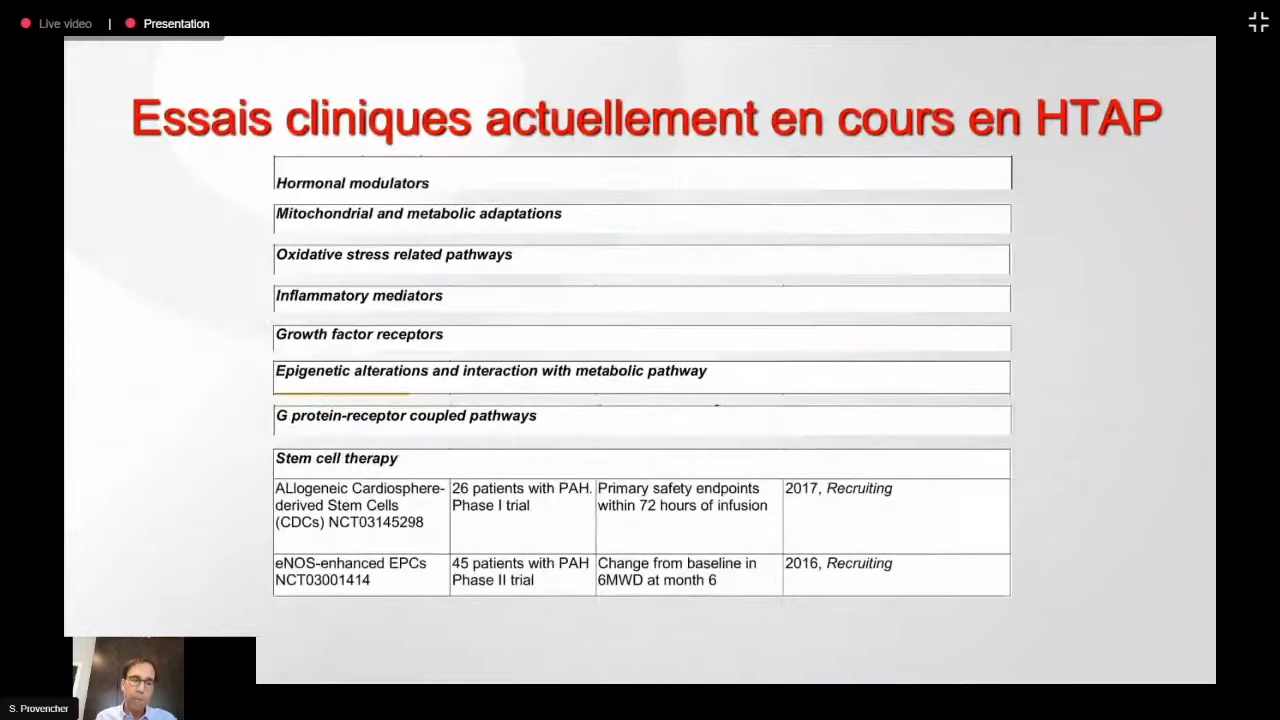 Live video | Presentation
Essais cliniques actuellement en cours en HTAP
Hormonal modulators
Mitochondrial and metabolic adaptations
Oxidative stress related pathways
Inflammatory mediators
Growth factor receptors
Epigenetic alterations and interaction with metabolic pathway
G protein-receptor coupled pathways
Stem cell therapy
ALlogeneic Cardiosphere-
derived Stem Cells
(CDCs) NCT03145298
26 patients with PAH.
Phase I trial
Primary safety endpoints
within 72 hours of infusion
2017, Recruiting
eNOS-enhanced EPCs
NCT03001414
45 patients with PAH
Phase II trial
Change from baseline in
6MWD at month 6
2016, Recruiting
S. Provencher